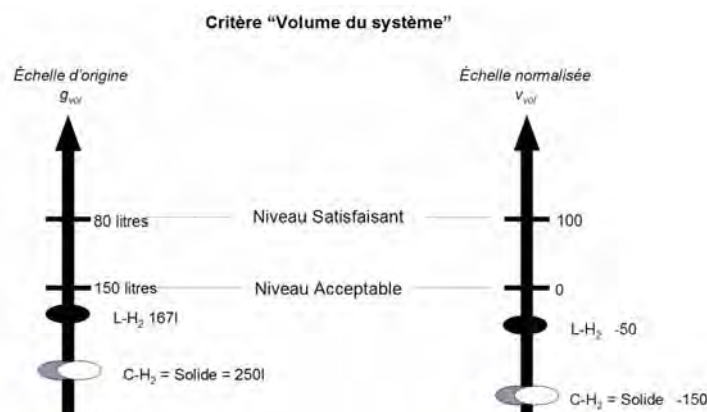 Critère “Volume du système”
Échelle d'origine
g_vol
Échelle normalisée
v_vol
80 litres
Niveau Satisfaisant
100
150 litres
Niveau Acceptable
0
L-H₂ 167l
L-H₂ -50
C-H₂ = Solide = 250l
C-H₂ = Solide -150